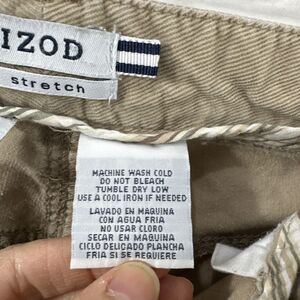 IZOD
stretch
MACHINE WASH COLD
DO NOT BLEACH
TUMBLE DRY LOW
USE A COOL IRON IF NEEDED
LAVADO EN MAQUINA
CON AGUA FRIA
NO USAR CLORO
SECAR EN MAQUINA
CICLO DELICADO PLANCHA
FRIA SI SE REQUIERE